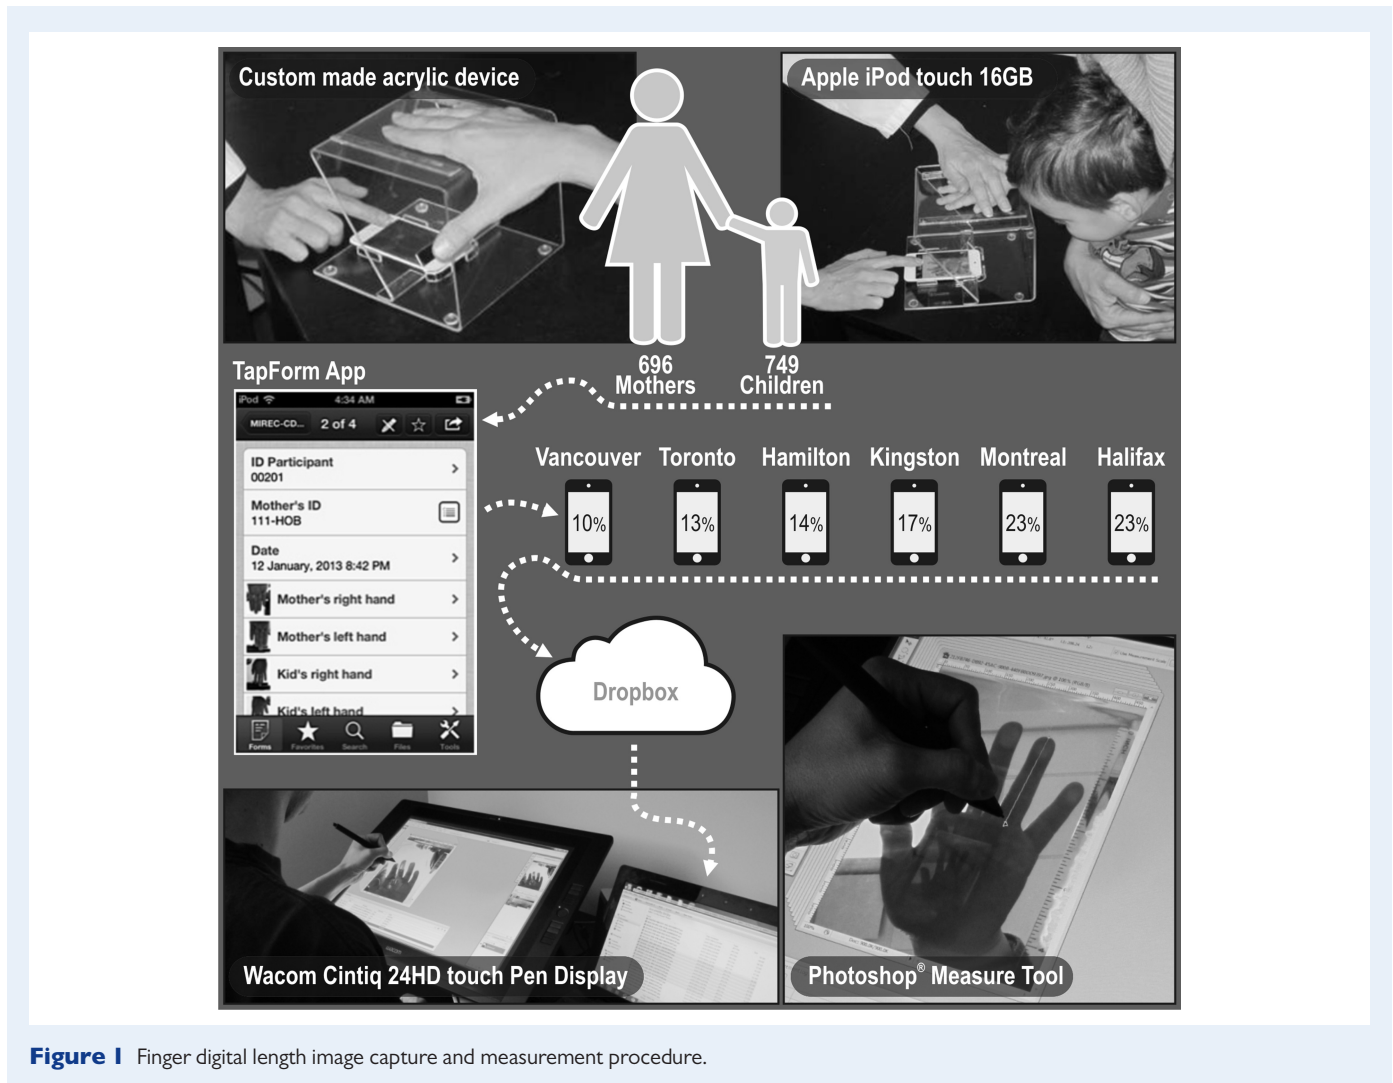 Custom made acrylic device
Apple iPod touch 16GB
696
Mothers
749
Children
TapForm App
iPod
4:34 AM
MIREC-CD...
2 of 4
ID Participant
00201
Mother's ID
111-HOB
Date
12 January, 2013 8:42 PM
Mother's right hand
Mother's left hand
Kid's right hand
Kid's left hand
Forms
Favorites
Search
Files
Tools
Vancouver
Toronto
Hamilton
Kingston
Montreal
Halifax
10%
13%
14%
17%
23%
23%
Dropbox
Wacom Cintiq 24HD touch Pen Display
Photoshop® Measure Tool
Figure 1 Finger digital length image capture and measurement procedure.